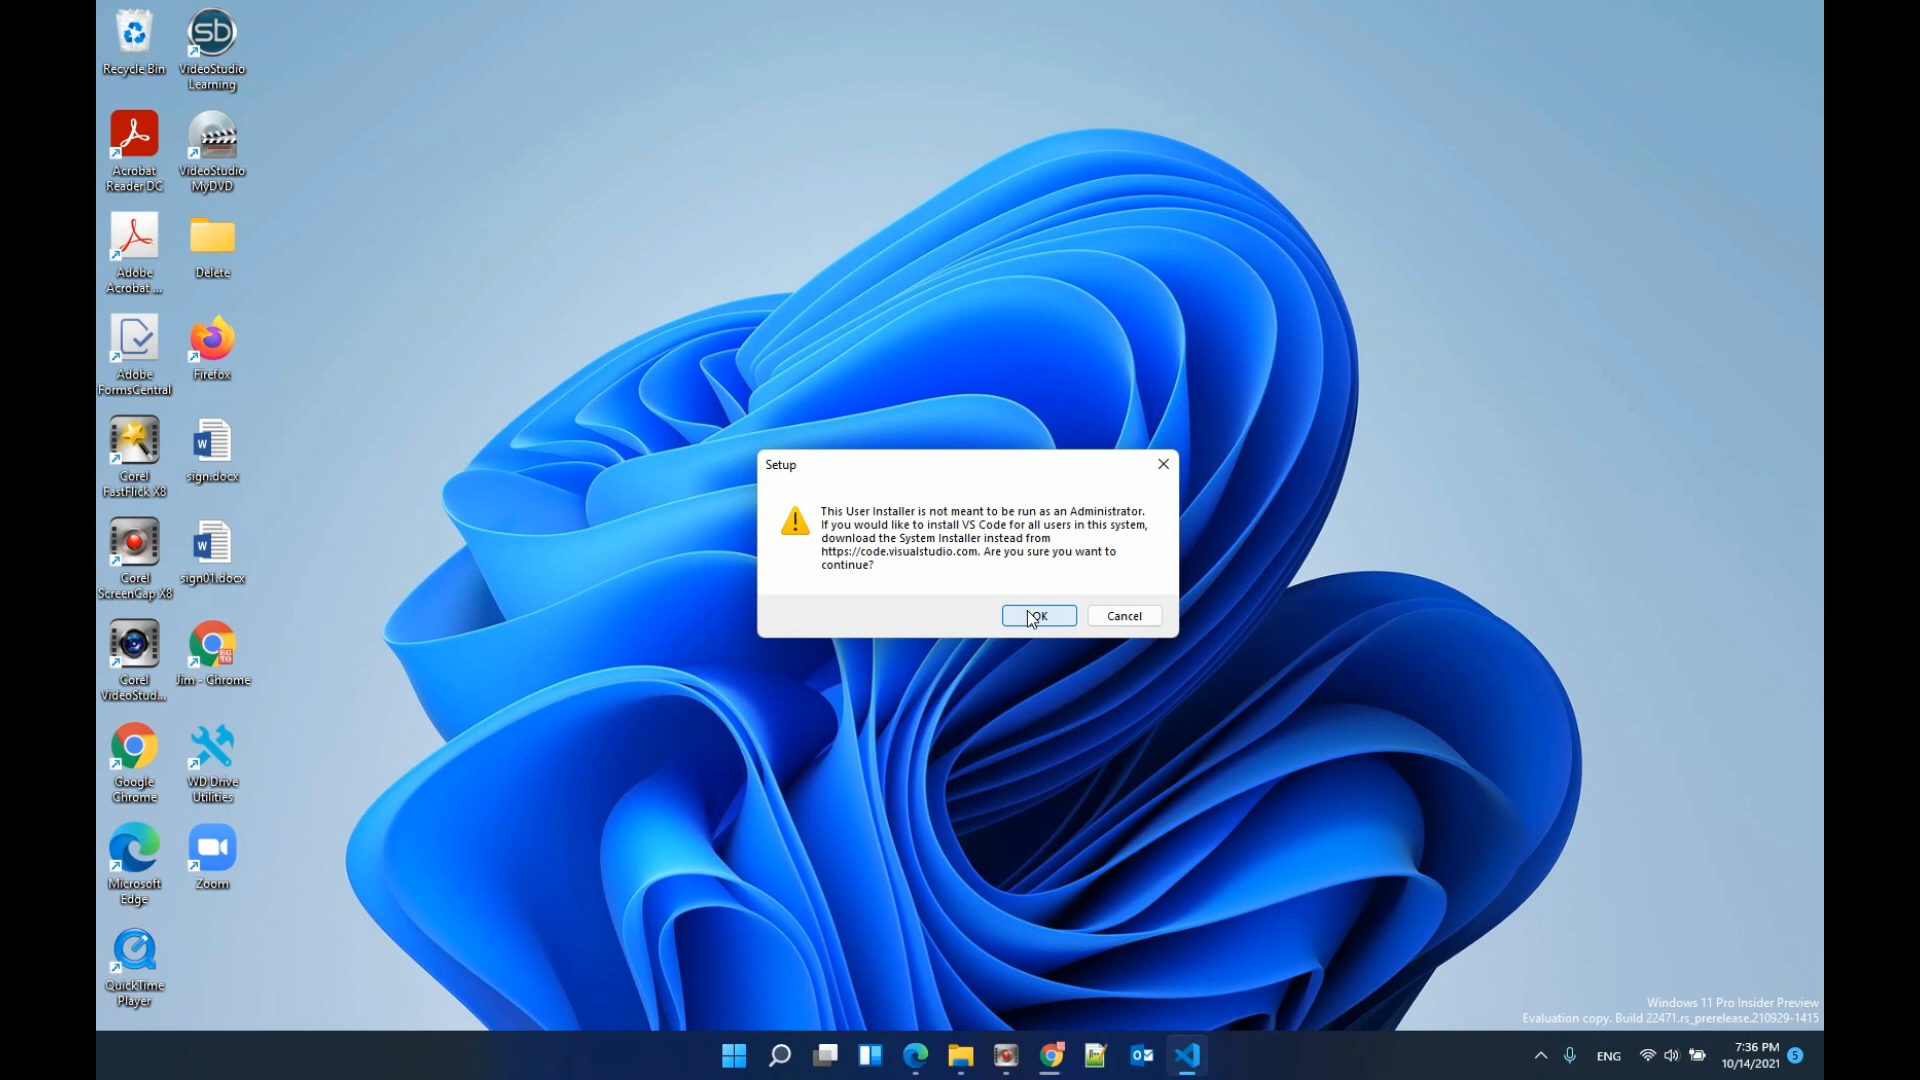 Recycle Bin
VideoStudio
Learning
Acrobat
Reader DC
VideoStudio
MyDVD
Adobe
Acrobat ...
Delete
Adobe
FormsCentral
Firefox
Corel
FastFlick X8
sign.docx
Corel
ScreenCap X8
sign01.docx
Corel
VideoStud...
Jim - Chrome
Google
Chrome
WD Drive
Utilities
Microsoft
Edge
Zoom
QuickTime
Player
Setup
This User Installer is not meant to be run as an Administrator.
If you would like to install VS Code for all users in this system,
download the System Installer instead from
https://code.visualstudio.com. Are you sure you want to
continue?
OK
Cancel
Windows 11 Pro Insider Preview
Evaluation copy. Build 22471.rs_prerelease.210929-1415
ENG
7:36 PM
10/14/2021
5